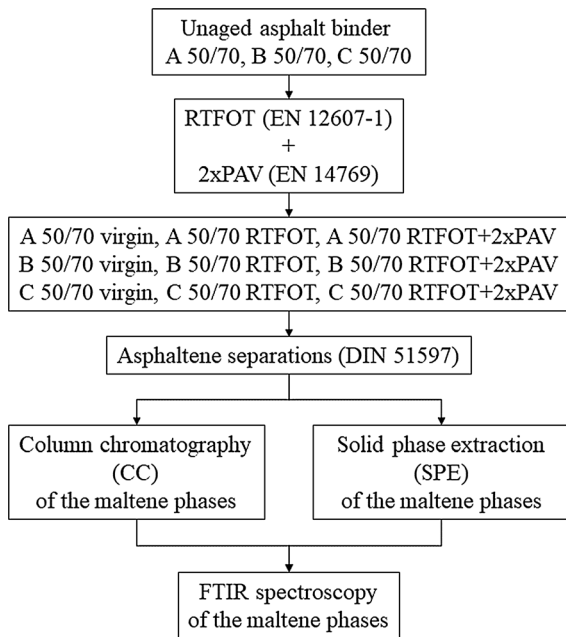 Unaged asphalt binder
A 50/70, B 50/70, C 50/70
RTFOT (EN 12607-1)
+
2xPAV (EN 14769)
A 50/70 virgin, A 50/70 RTFOT, A 50/70 RTFOT+2xPAV
B 50/70 virgin, B 50/70 RTFOT, B 50/70 RTFOT+2xPAV
C 50/70 virgin, C 50/70 RTFOT, C 50/70 RTFOT+2xPAV
Asphaltene separations (DIN 51597)
Column chromatography
(CC)
of the maltene phases
Solid phase extraction
(SPE)
of the maltene phases
FTIR spectroscopy
of the maltene phases